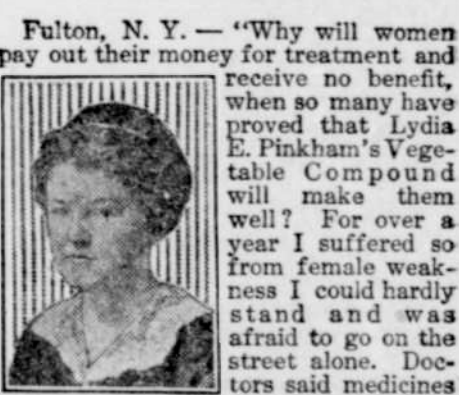 Fulton, N. Y. — "Why will women
pay out their money for treatment and
receive no benefit,
when so many have
proved that Lydia
E. Pinkham's Vege-
table Compound
will make them
well? For over a
year I suffered so
from female weak-
ness I could hardly
stand and was
afraid to go on the
street alone. Doc-
tors said medicines